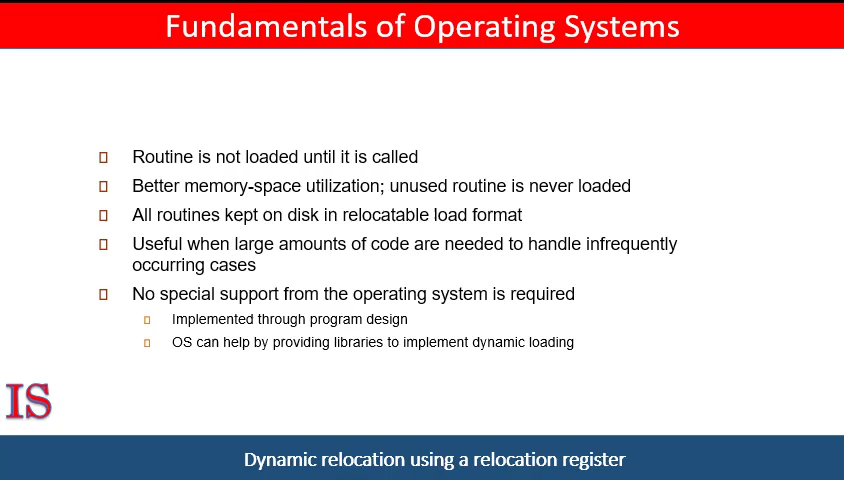 Fundamentals of Operating Systems
Routine is not loaded until it is called
Better memory-space utilization; unused routine is never loaded
All routines kept on disk in relocatable load format
Useful when large amounts of code are needed to handle infrequently
occurring cases
No special support from the operating system is required
Implemented through program design
OS can help by providing libraries to implement dynamic loading
IS
Dynamic relocation using a relocation register